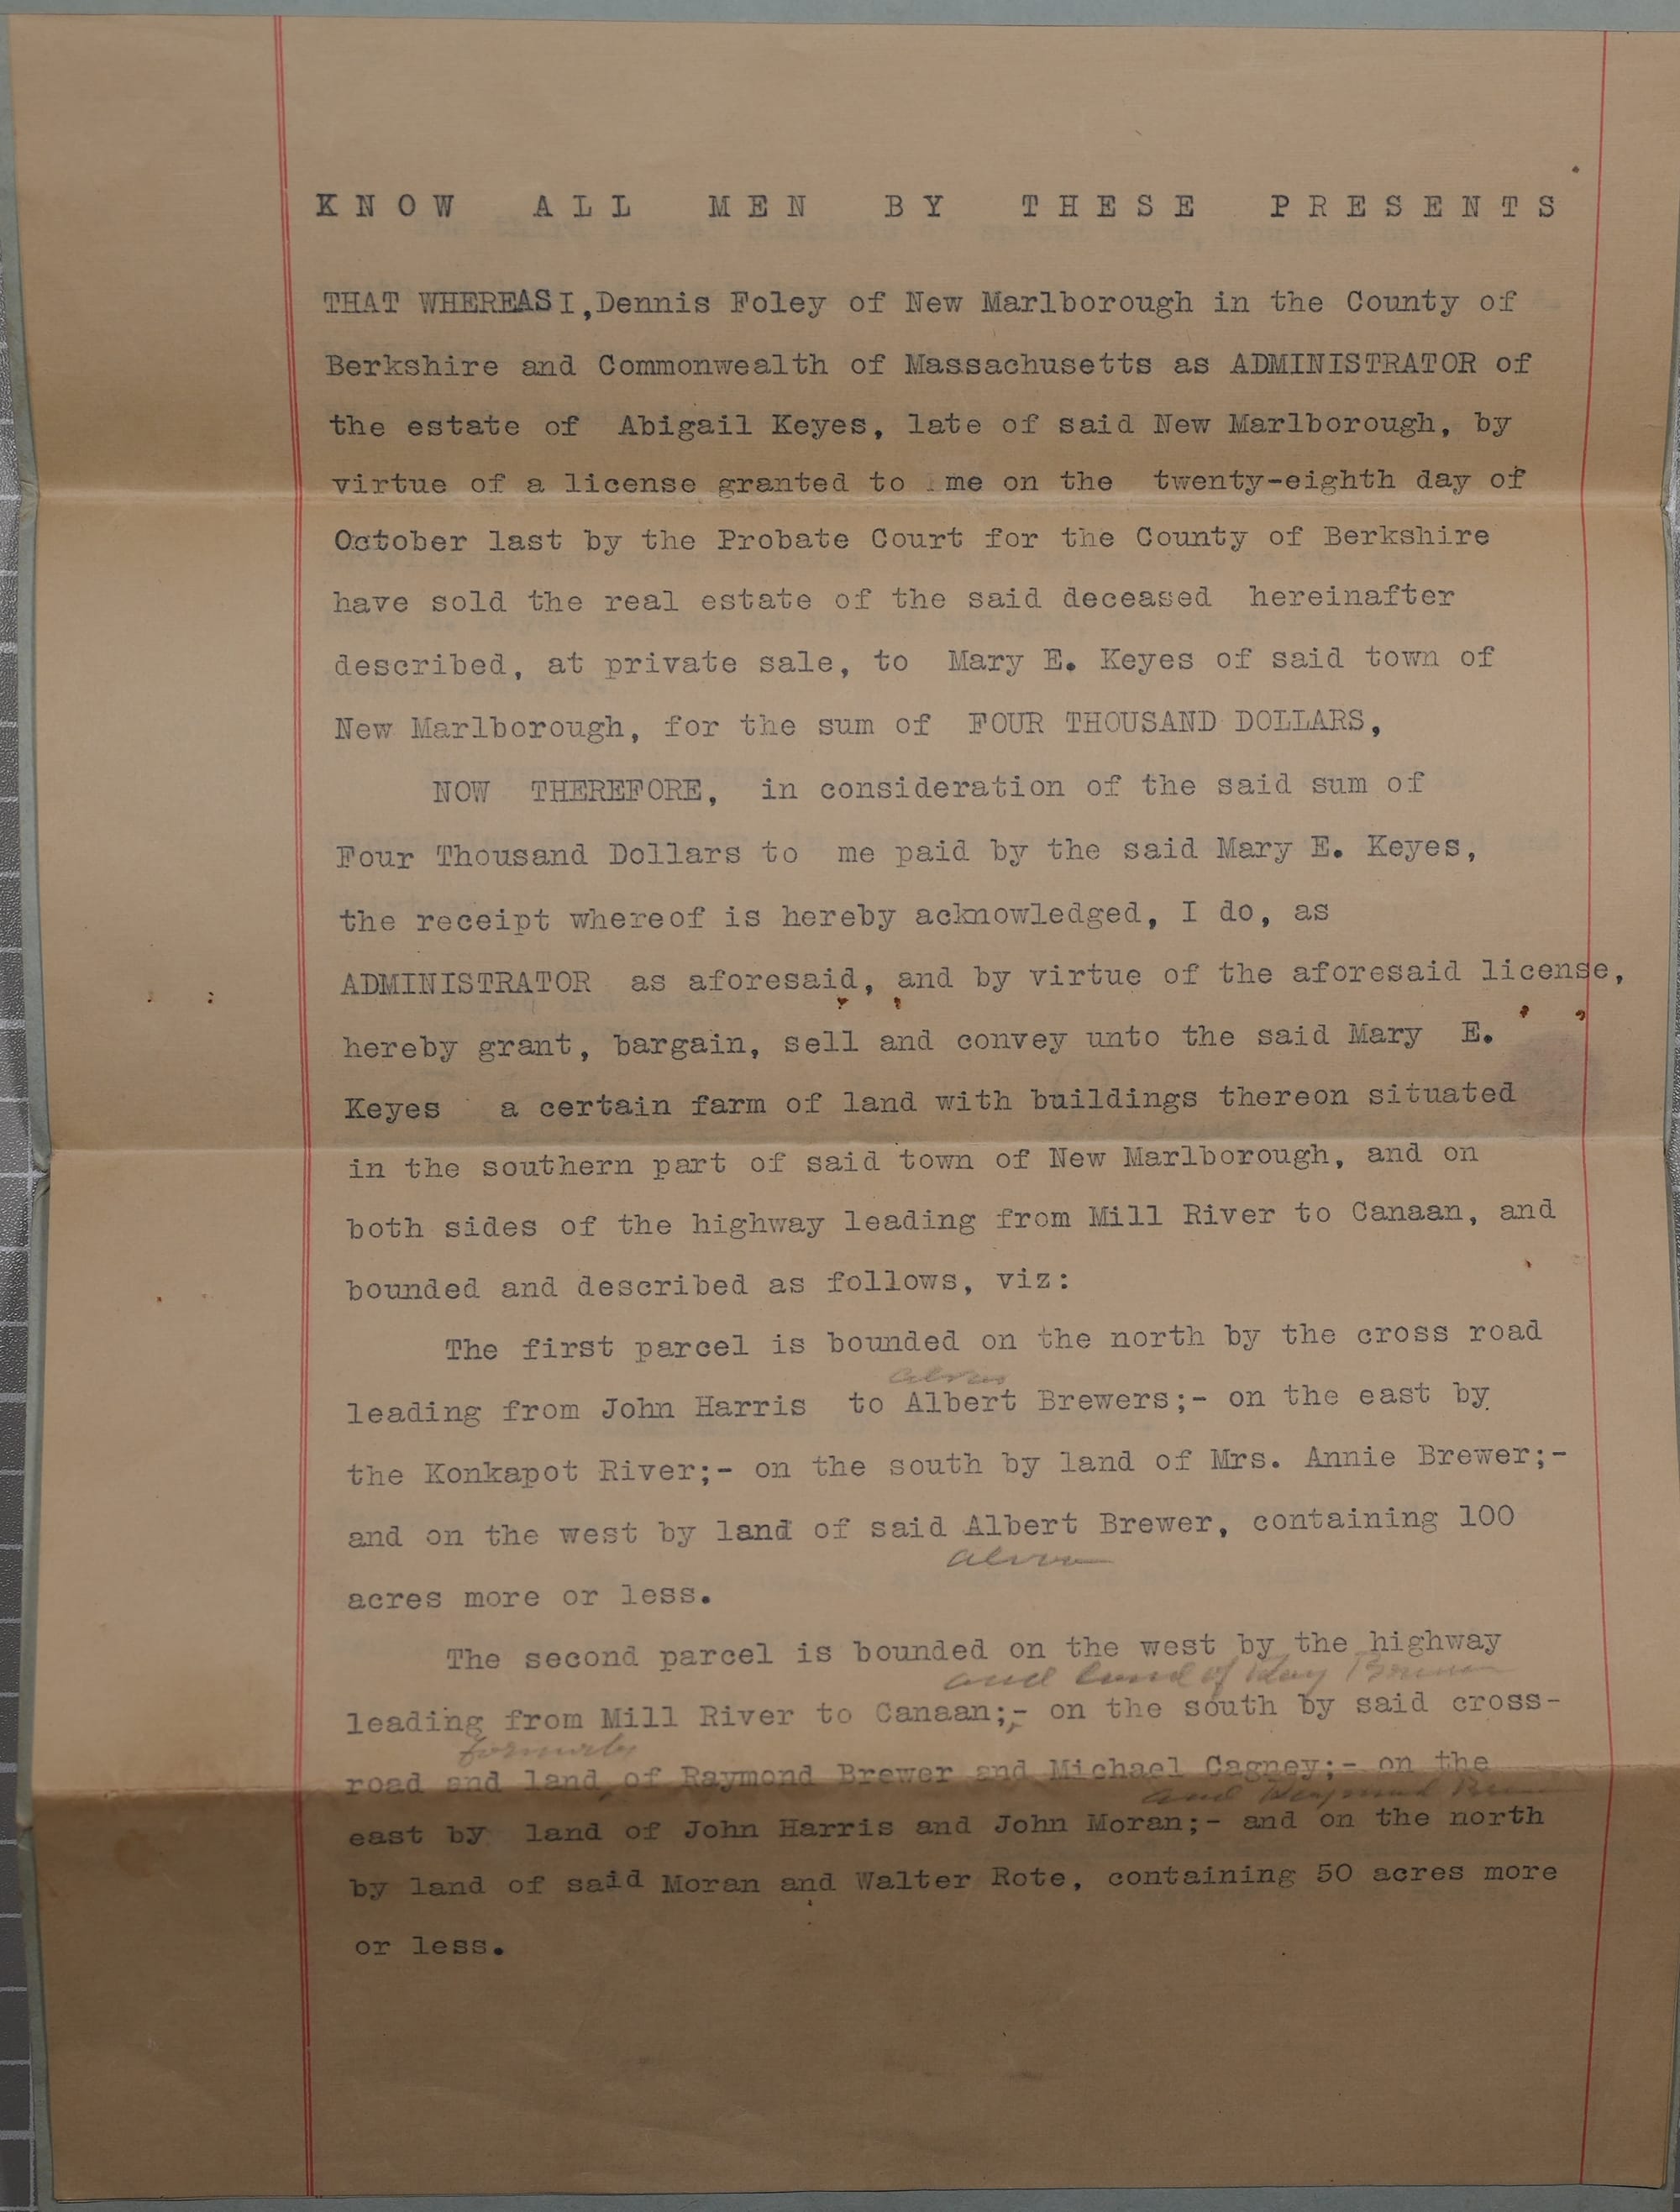 KNOW ALL MEN BY THESE PRESENTS
THAT WHEREAS I, Dennis Foley of New Marlborough in the County of
Berkshire and Commonwealth of Massachusetts as ADMINISTRATOR of
the estate of Abigail Keyes, late of said New Marlborough, by
virtue of a license granted to me on the twenty-eighth day of
October last by the Probate Court for the County of Berkshire
have sold the real estate of the said deceased hereinafter
described, at private sale, to Mary E. Keyes of said town of
New Marlborough, for the sum of FOUR THOUSAND DOLLARS,
NOW THEREFORE, in consideration of the said sum of
Four Thousand Dollars to me paid by the said Mary E. Keyes,
the receipt whereof is hereby acknowledged, I do, as
ADMINISTRATOR as aforesaid, and by virtue of the aforesaid license,
hereby grant, bargain, sell and convey unto the said Mary E.
Keyes a certain farm of land with buildings thereon situated
in the southern part of said town of New Marlborough, and on
both sides of the highway leading from Mill River to Canaan, and
bounded and described as follows, viz:
The first parcel is bounded on the north by the cross road
leading from John Harris to Albert Brewers;- on the east by
the Konkapot River;- on the south by land of Mrs. Annie Brewer;-
and on the west by land of said Albert Brewer, containing 100
acres more or less.
The second parcel is bounded on the west by the highway
and land of Ray
leading from Mill River to Canaan;- on the south by said cross-
formerly
road and land of Raymond Brewer and Michael Cagney;- on the
and Raymond
east by land of John Harris and John Moran;- and on the north
by land of said Moran and Walter Rote, containing 50 acres more
or less.